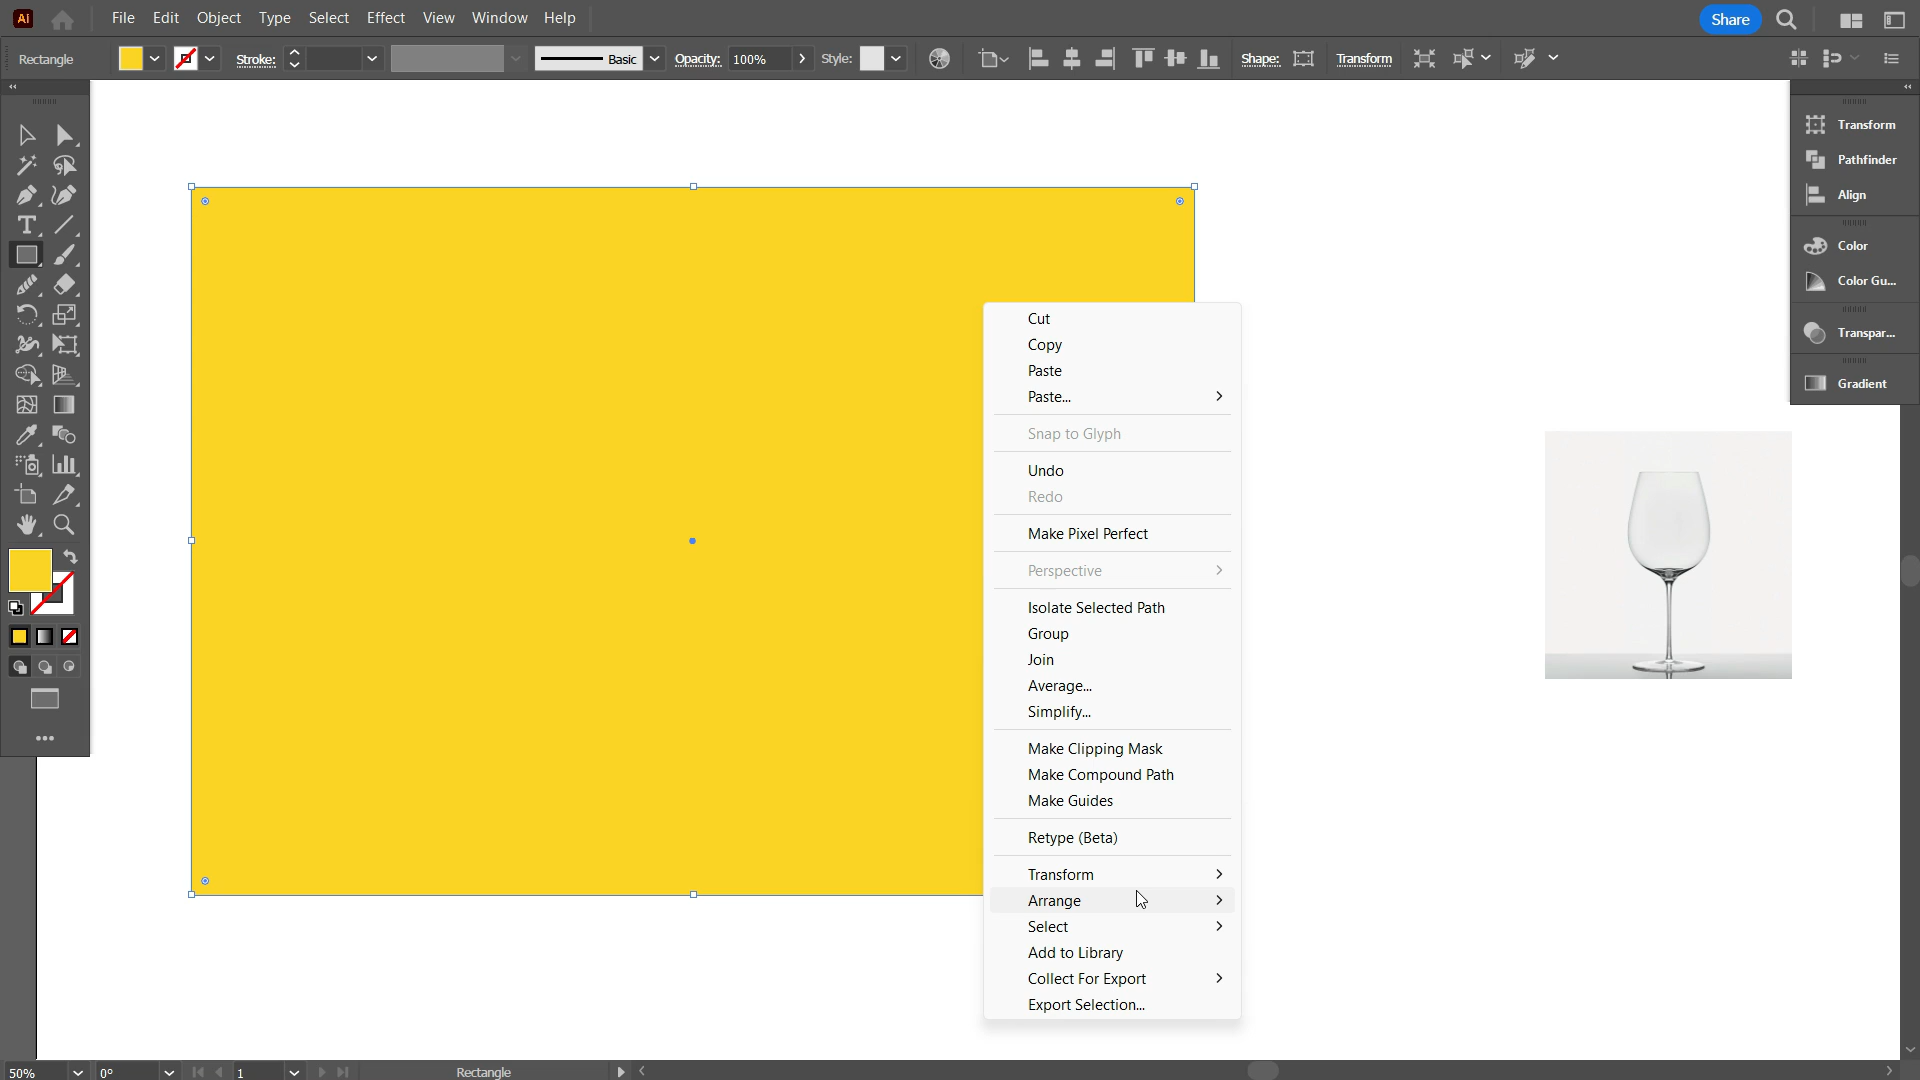 Ai File Edit Object Type Select Effect View Window Help Share
Rectangle Stroke: Basic Opacity: 100% Style: Shape: Transform
Transform
Pathfinder
Align
Color
Color Gu...
Transpar...
Gradient
Cut
Copy
Paste
Paste...
Snap to Glyph
Undo
Redo
Make Pixel Perfect
Perspective
Isolate Selected Path
Group
Join
Average...
Simplify...
Make Clipping Mask
Make Compound Path
Make Guides
Retype (Beta)
Transform
Arrange
Select
Add to Library
Collect For Export
Export Selection...
50% 0° 1 Rectangle